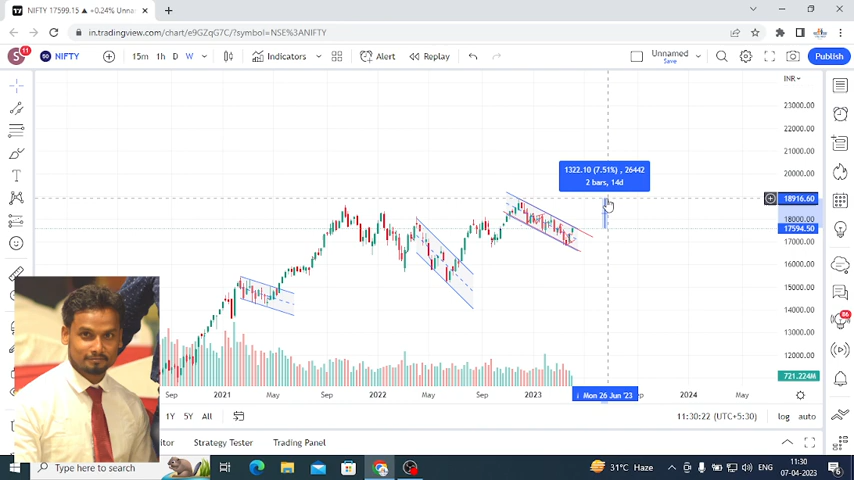 NIFTY 17599.15 ▲ +0.24% Unna
in.tradingview.com/chart/e9GZqG7C/?symbol=NSE%3ANIFTY
S 11 50 NIFTY 15m 1h D W Indicators Alert Replay Unnamed Save Publish
INR
23000.00
22000.00
21000.00
20000.00
1322.10 (7.51%) , 26442
2 bars, 14d
18916.60
18000.00
17594.50
17000.00
16000.00
15000.00
14000.00
13000.00
12000.00
86
721.224M
Sep 2021 May Sep 2022 May Sep 2023 Mon 26 Jun '23 2024 May
1Y 5Y All 11:30:22 (UTC+5:30) log auto
itor Strategy Tester Trading Panel
Type here to search 31°C Haze ENG 11:30
07-04-2023 6